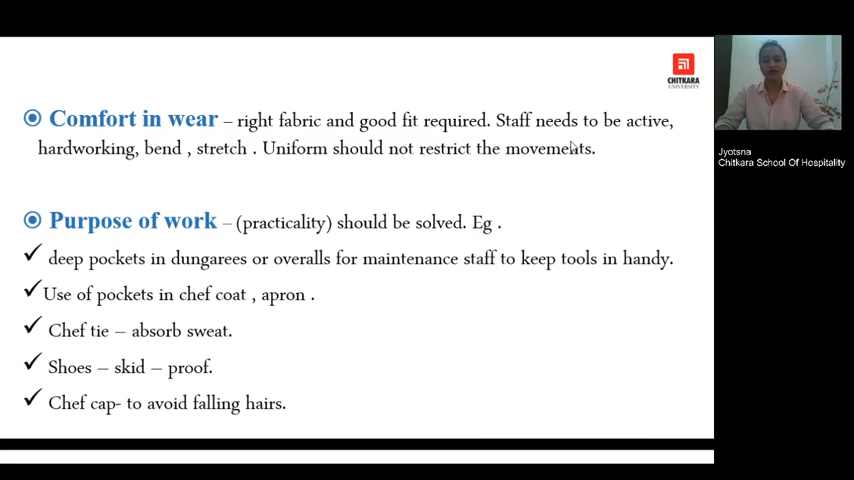 CHITKARA
UNIVERSITY
Comfort in wear – right fabric and good fit required. Staff needs to be active,
hardworking, bend , stretch . Uniform should not restrict the movements.
Purpose of work – (practicality) should be solved. Eg .
deep pockets in dungarees or overalls for maintenance staff to keep tools in handy.
Use of pockets in chef coat , apron .
Chef tie – absorb sweat.
Shoes – skid – proof.
Chef cap- to avoid falling hairs.
Jyotsna
Chitkara School Of Hospitality